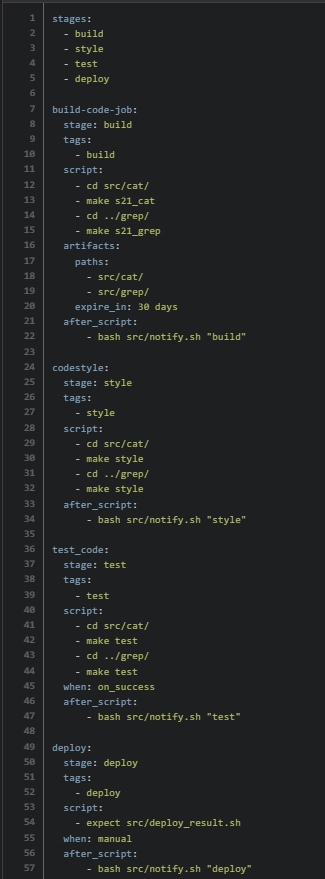 1 stages:
2   - build
3   - style
4   - test
5   - deploy
6
7 build-code-job:
8   stage: build
9   tags:
10     - build
11   script:
12     - cd src/cat/
13     - make s21_cat
14     - cd ../grep/
15     - make s21_grep
16   artifacts:
17     paths:
18       - src/cat/
19       - src/grep/
20     expire_in: 30 days
21   after_script:
22       - bash src/notify.sh "build"
23
24 codestyle:
25   stage: style
26   tags:
27     - style
28   script:
29     - cd src/cat/
30     - make style
31     - cd ../grep/
32     - make style
33   after_script:
34       - bash src/notify.sh "style"
35
36 test_code:
37   stage: test
38   tags:
39     - test
40   script:
41     - cd src/cat/
42     - make test
43     - cd ../grep/
44     - make test
45   when: on_success
46   after_script:
47       - bash src/notify.sh "test"
48
49 deploy:
50   stage: deploy
51   tags:
52     - deploy
53   script:
54     - expect src/deploy_result.sh
55   when: manual
56   after_script:
57       - bash src/notify.sh "deploy"